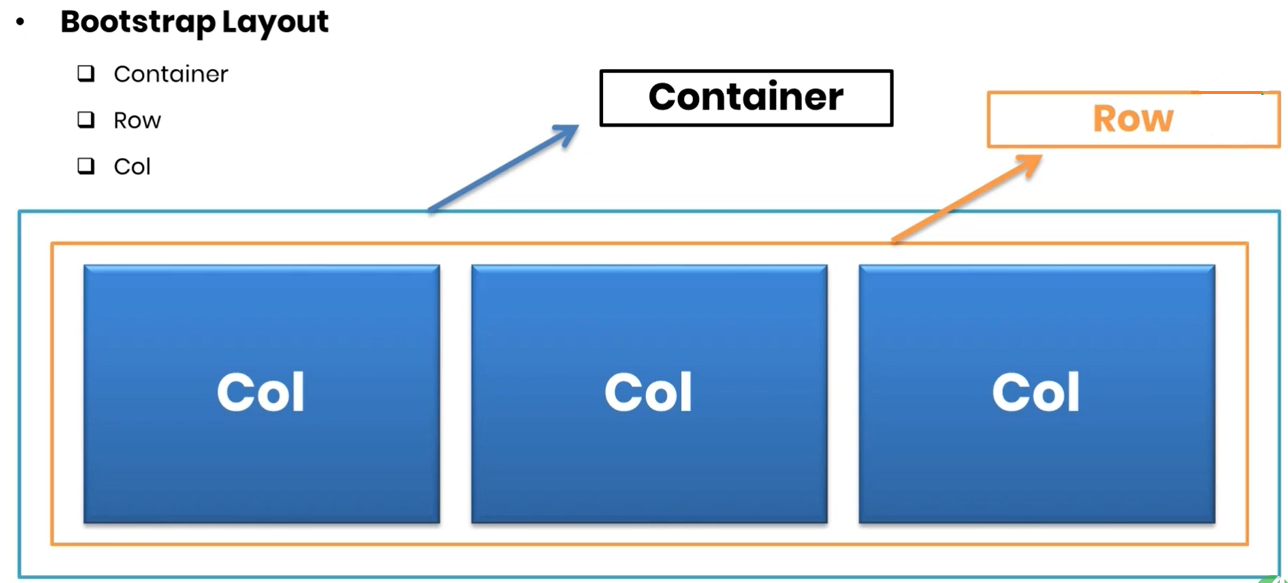 • Bootstrap Layout
❑ Container
❑ Row
❑ Col
Container
Row
Col Col Col